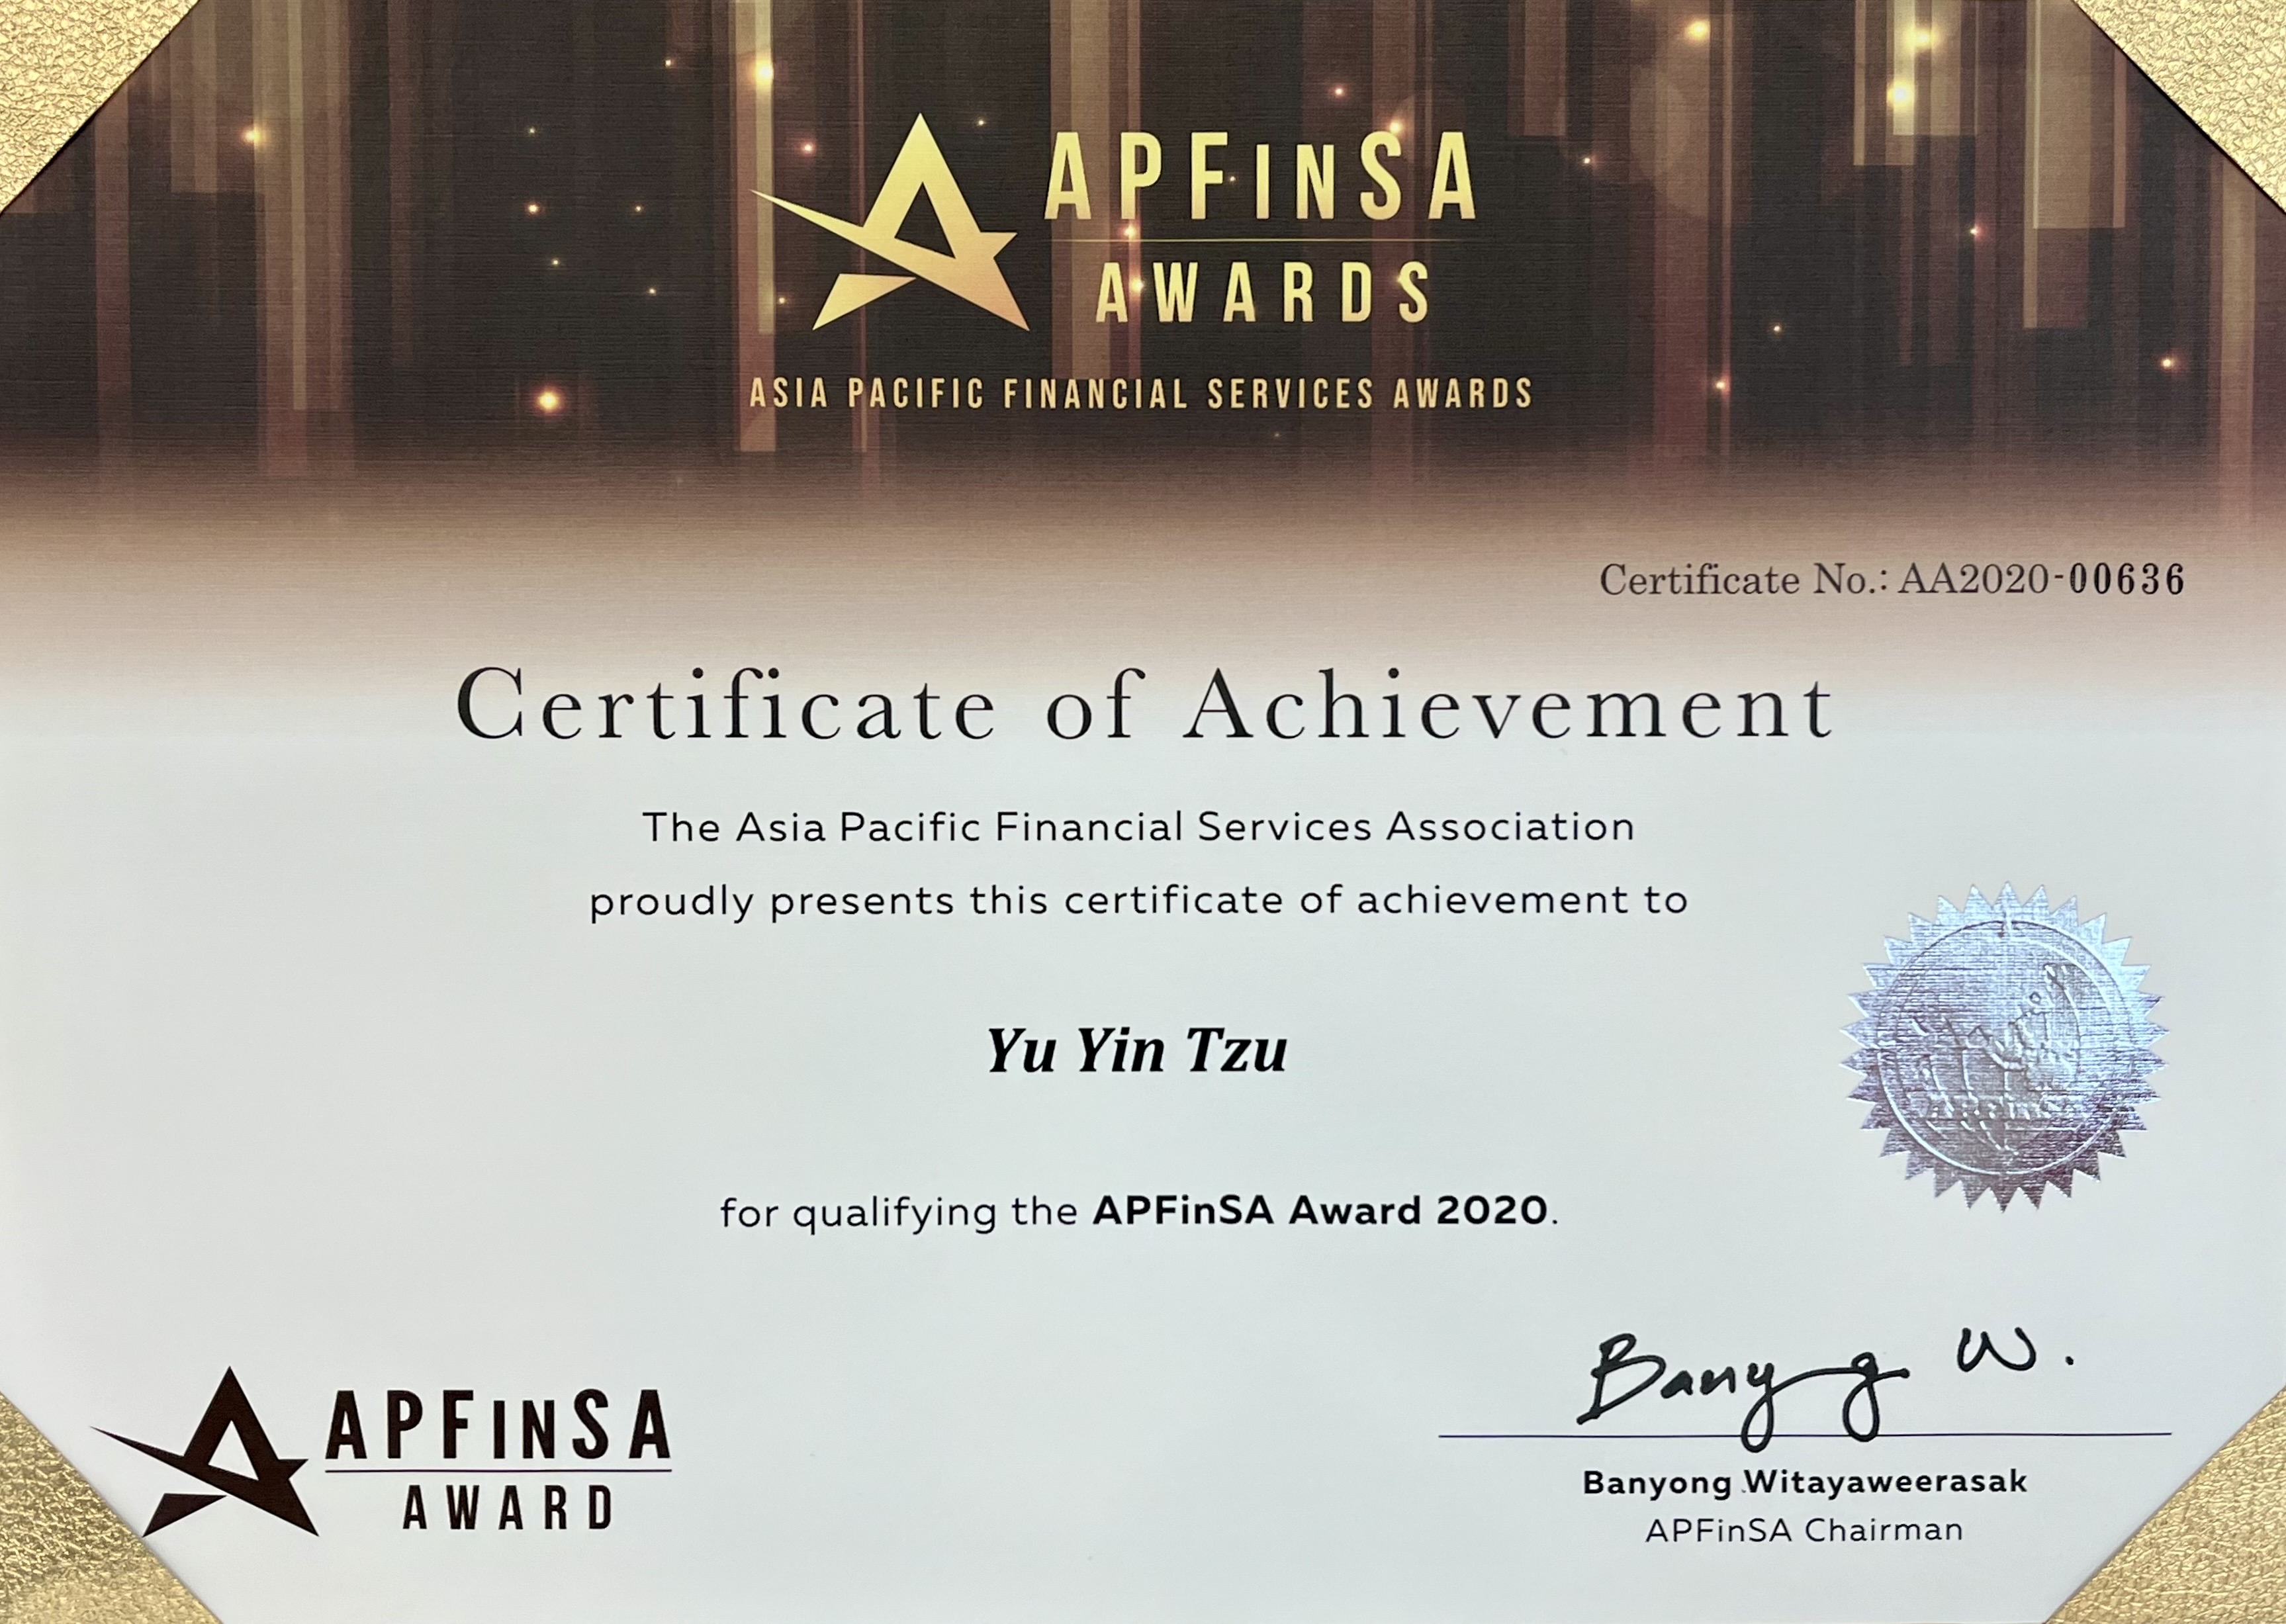 APFinSA
AWARDS
ASIA PACIFIC FINANCIAL SERVICES AWARDS
Certificate No.: AA2020-00636
Certificate of Achievement
The Asia Pacific Financial Services Association
proudly presents this certificate of achievement to
Yu Yin Tzu
for qualifying the APFinSA Award 2020.
Banyong W.
APFinSA
AWARD
Banyong Witayaweerasak
APFinSA Chairman